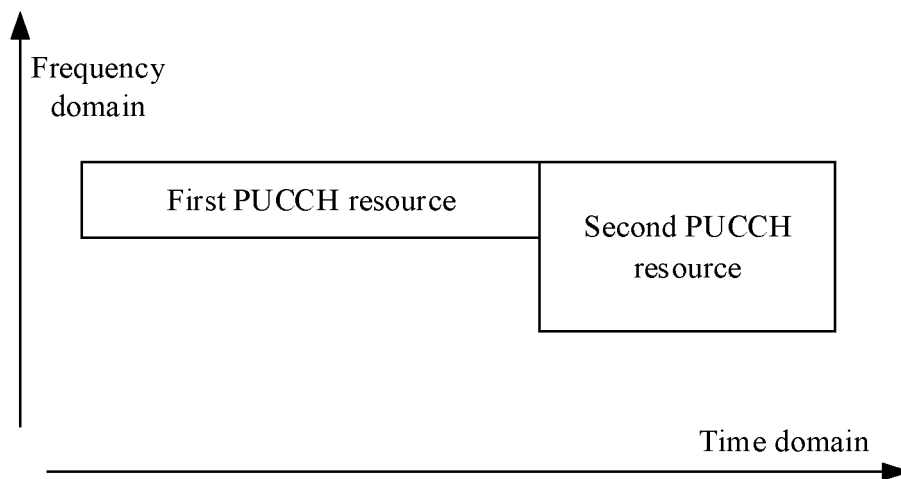 Frequency
domain
First PUCCH resource
Second PUCCH
resource
Time domain